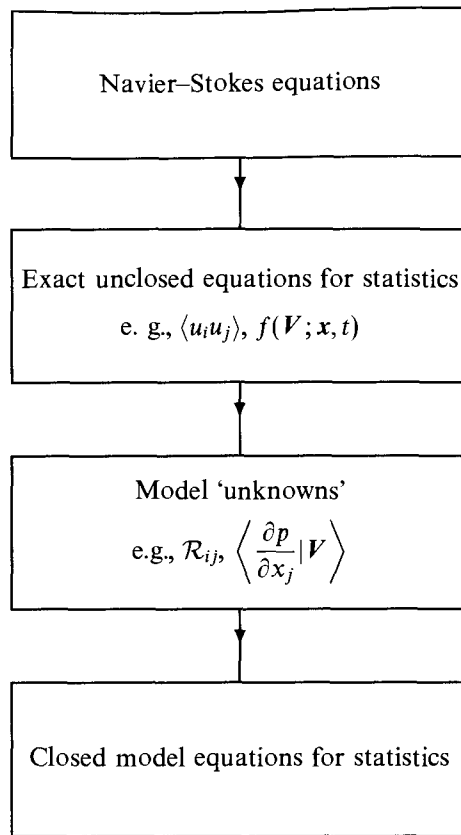 Navier–Stokes equations
Exact unclosed equations for statistics
e. g., ⟨uᵢuⱼ⟩, f(V; x, t)
Model ‘unknowns’
e.g., ℛᵢⱼ, ⟨∂p/∂xⱼ|V⟩
Closed model equations for statistics